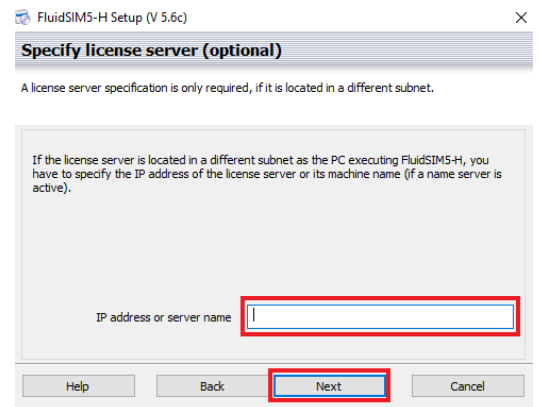 FluidSIM5-H Setup (V 5.6c)
Specify license server (optional)
A license server specification is only required, if it is located in a different subnet.
If the license server is located in a different subnet as the PC executing FluidSIM5-H, you
have to specify the IP address of the license server or its machine name (if a name server is
active).
IP address or server name
Help Back Next Cancel